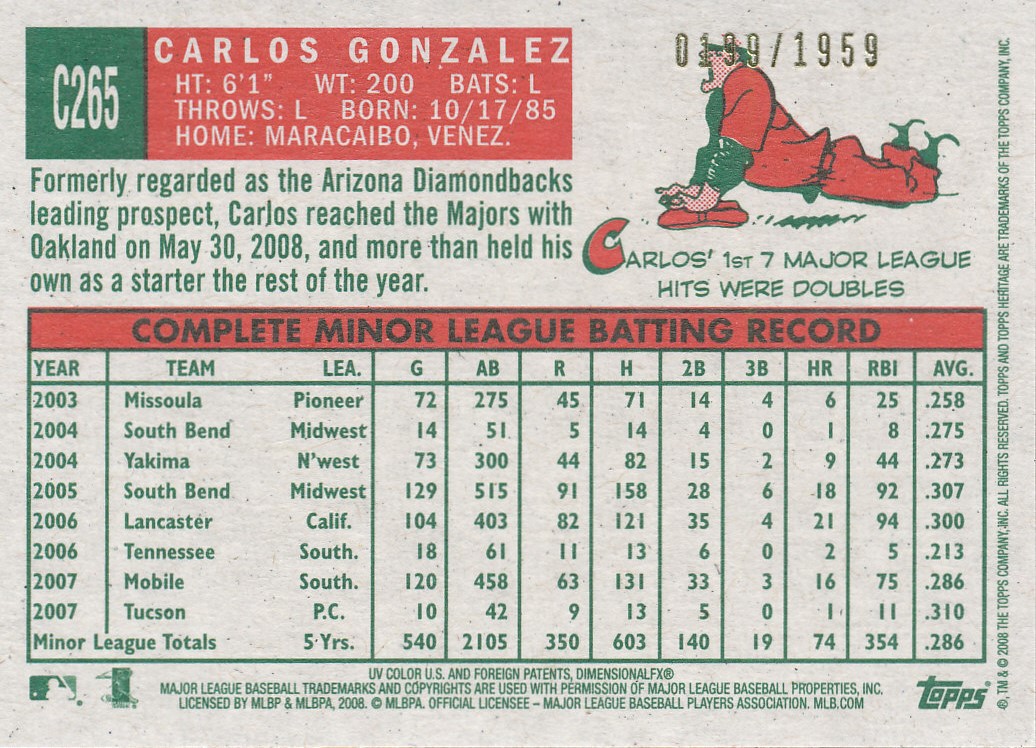 C265
CARLOS GONZALEZ
HT: 6'1" WT: 200 BATS: L
THROWS: L BORN: 10/17/85
HOME: MARACAIBO, VENEZ.
0199/1959
Formerly regarded as the Arizona Diamondbacks
leading prospect, Carlos reached the Majors with
Oakland on May 30, 2008, and more than held his
own as a starter the rest of the year.
CARLOS' 1ST 7 MAJOR LEAGUE
HITS WERE DOUBLES
COMPLETE MINOR LEAGUE BATTING RECORD
YEAR TEAM LEA. G AB R H 2B 3B HR RBI AVG.
2003 Missoula Pioneer 72 275 45 71 14 4 6 25 .258
2004 South Bend Midwest 14 51 5 14 4 0 1 8 .275
2004 Yakima N'west 73 300 44 82 15 2 9 44 .273
2005 South Bend Midwest 129 515 91 158 28 6 18 92 .307
2006 Lancaster Calif. 104 403 82 121 35 4 21 94 .300
2006 Tennessee South. 18 61 11 13 6 0 2 5 .213
2007 Mobile South. 120 458 63 131 33 3 16 75 .286
2007 Tucson P.C. 10 42 9 13 5 0 1 11 .310
Minor League Totals 5 Yrs. 540 2105 350 603 140 19 74 354 .286
UV COLOR U.S. AND FOREIGN PATENTS, DIMENSIONALFX®
MAJOR LEAGUE BASEBALL TRADEMARKS AND COPYRIGHTS ARE USED WITH PERMISSION OF MAJOR LEAGUE BASEBALL PROPERTIES, INC.
LICENSED BY MLBP & MLBPA, 2008. © MLBPA. OFFICIAL LICENSEE – MAJOR LEAGUE BASEBALL PLAYERS ASSOCIATION. MLB.COM
Topps®
®, TM & © 2008 THE TOPPS COMPANY, INC. ALL RIGHTS RESERVED. TOPPS AND TOPPS HERITAGE ARE TRADEMARKS OF THE TOPPS COMPANY, INC.